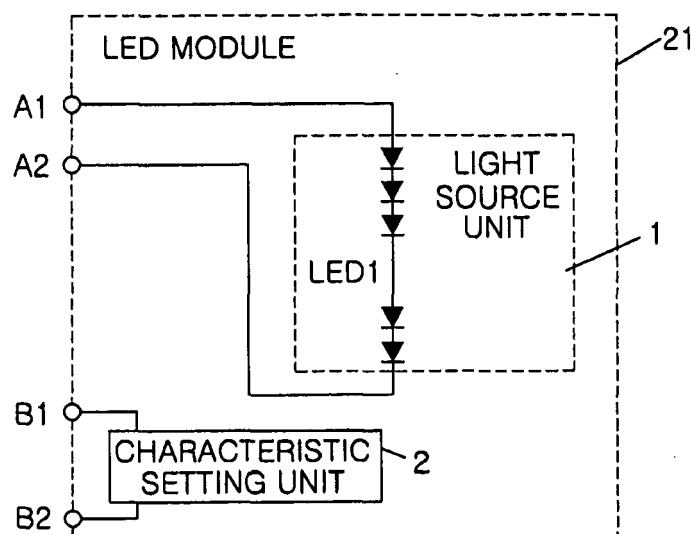 LED MODULE
21
A1
A2
LIGHT
SOURCE
UNIT
1
LED1
B1
CHARACTERISTIC
SETTING UNIT
2
B2